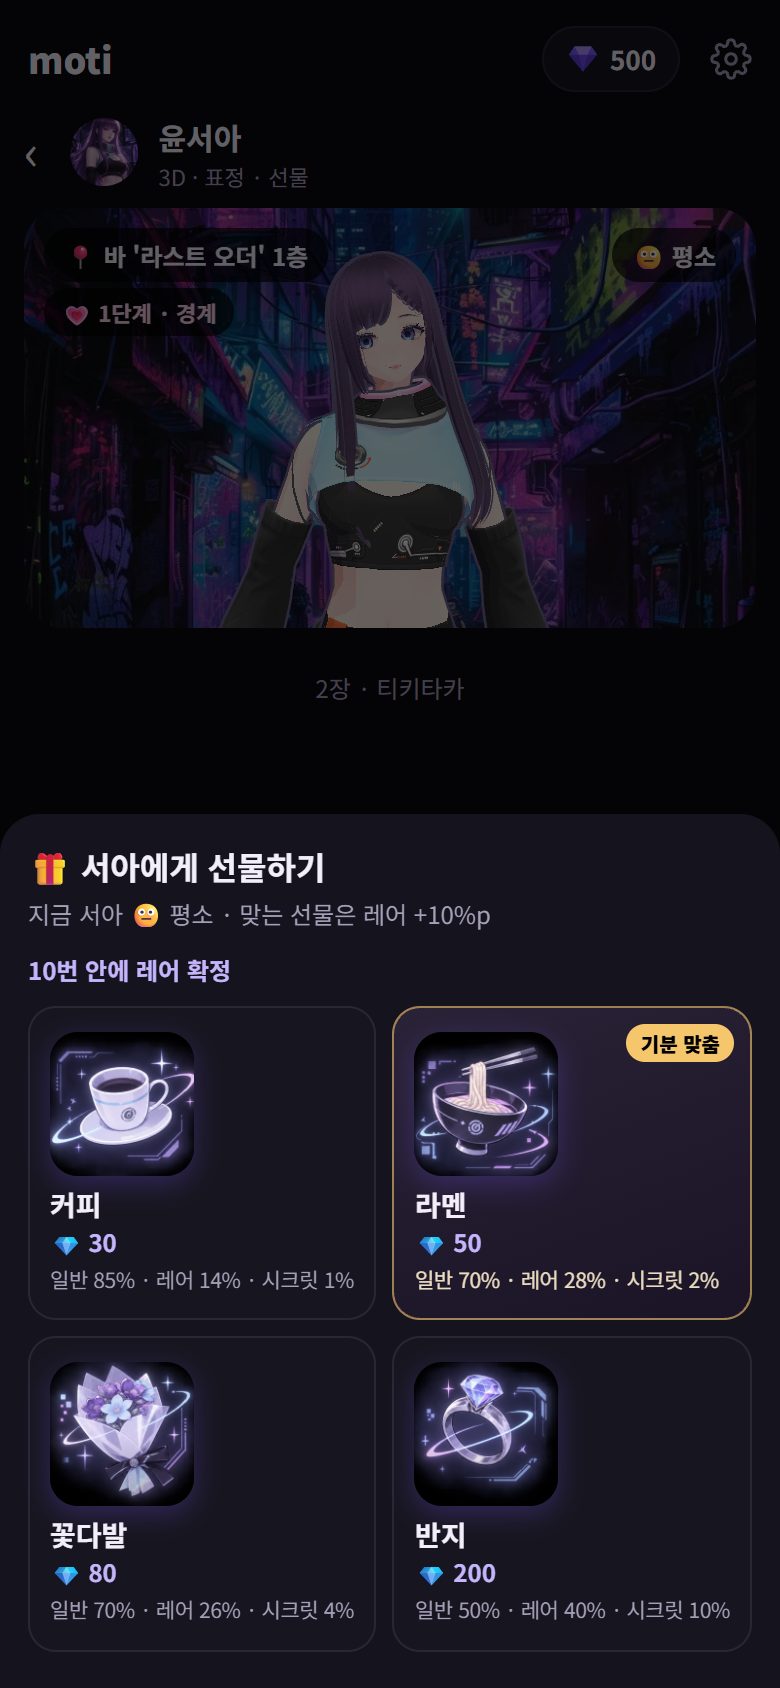 moti
500
윤서아
3D · 표정 · 선물
바 '라스트 오더' 1층
평소
1단계 · 경계
2장 · 티키타카
서아에게 선물하기
지금 서아 평소 · 맞는 선물은 레어 +10%p
10번 안에 레어 확정
커피
30
일반 85% · 레어 14% · 시크릿 1%
기분 맞춤
라멘
50
일반 70% · 레어 28% · 시크릿 2%
꽃다발
80
일반 70% · 레어 26% · 시크릿 4%
반지
200
일반 50% · 레어 40% · 시크릿 10%